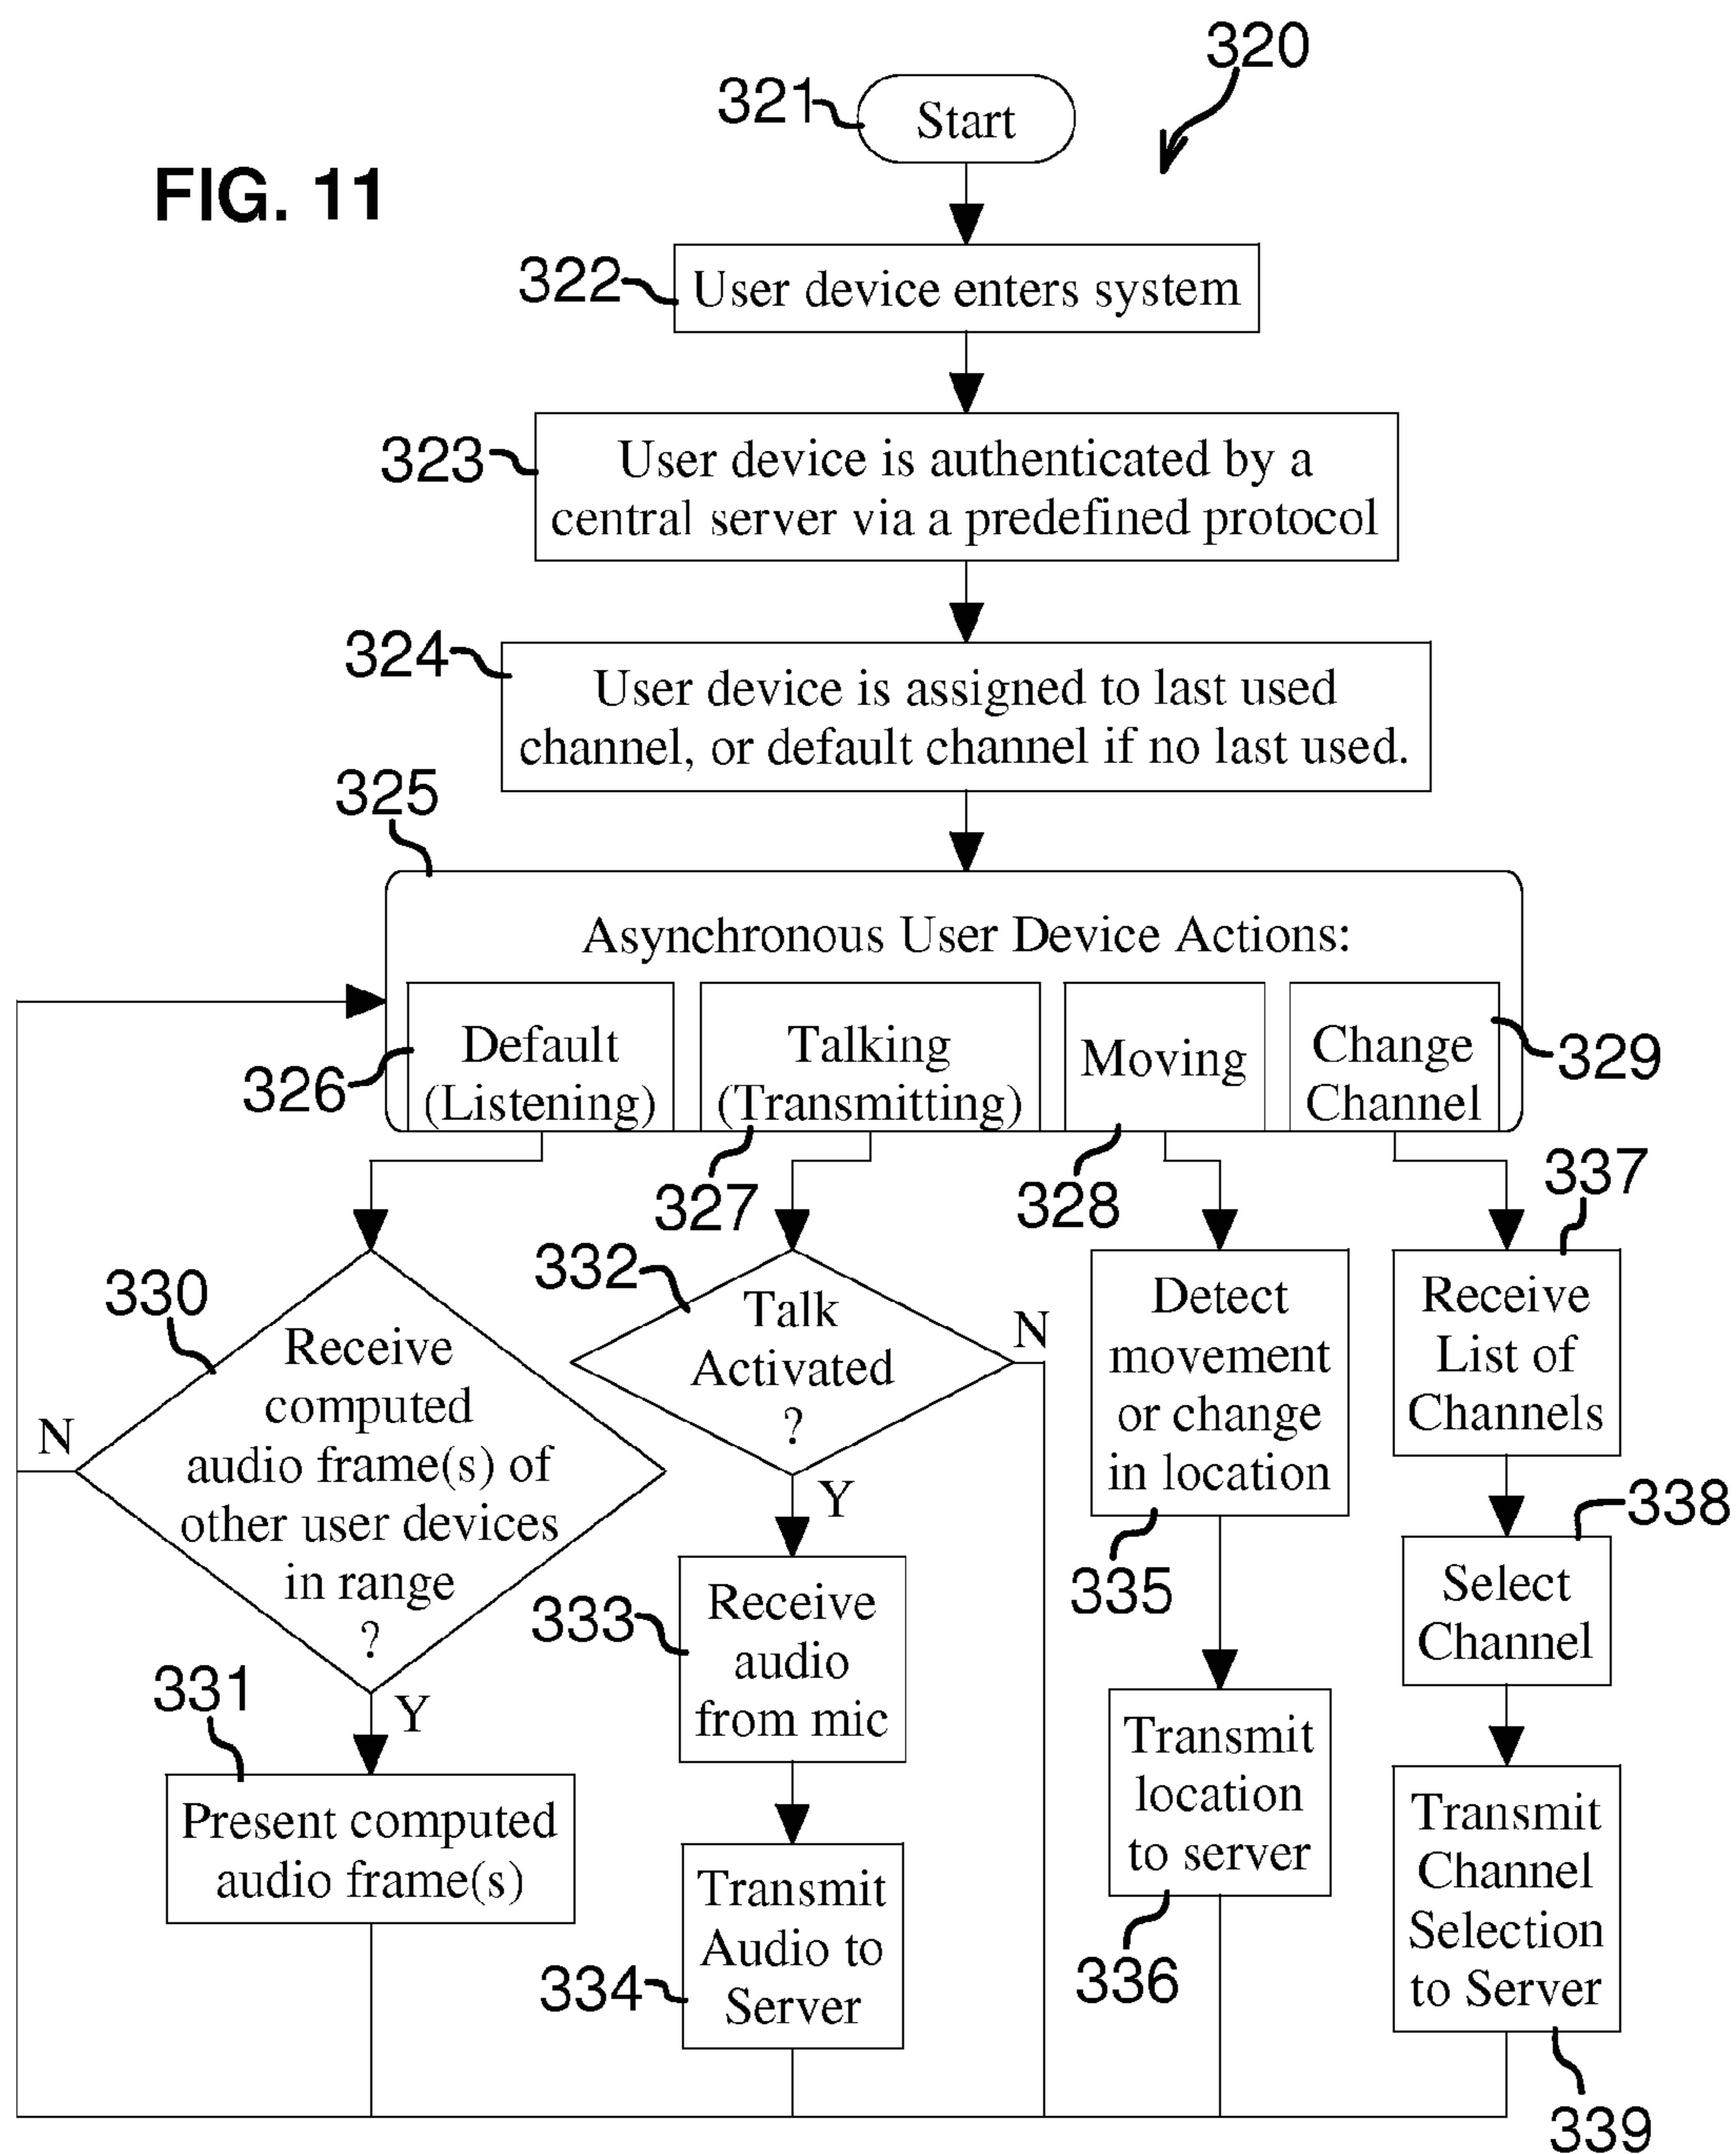 320
321
Start
FIG. 11
322
User device enters system
323
User device is authenticated by a
central server via a predefined protocol
324
User device is assigned to last used
channel, or default channel if no last used.
325
Asynchronous User Device Actions:
326
Default
(Listening)
327
Talking
(Transmitting)
328
Moving
329
Change
Channel
330
Receive
computed
audio frame(s) of
other user devices
in range
?
N
Y
331
Present computed
audio frame(s)
332
Talk
Activated
?
N
Y
333
Receive
audio
from mic
334
Transmit
Audio to
Server
335
Detect
movement
or change
in location
336
Transmit
location
to server
337
Receive
List of
Channels
338
Select
Channel
339
Transmit
Channel
Selection
to Server